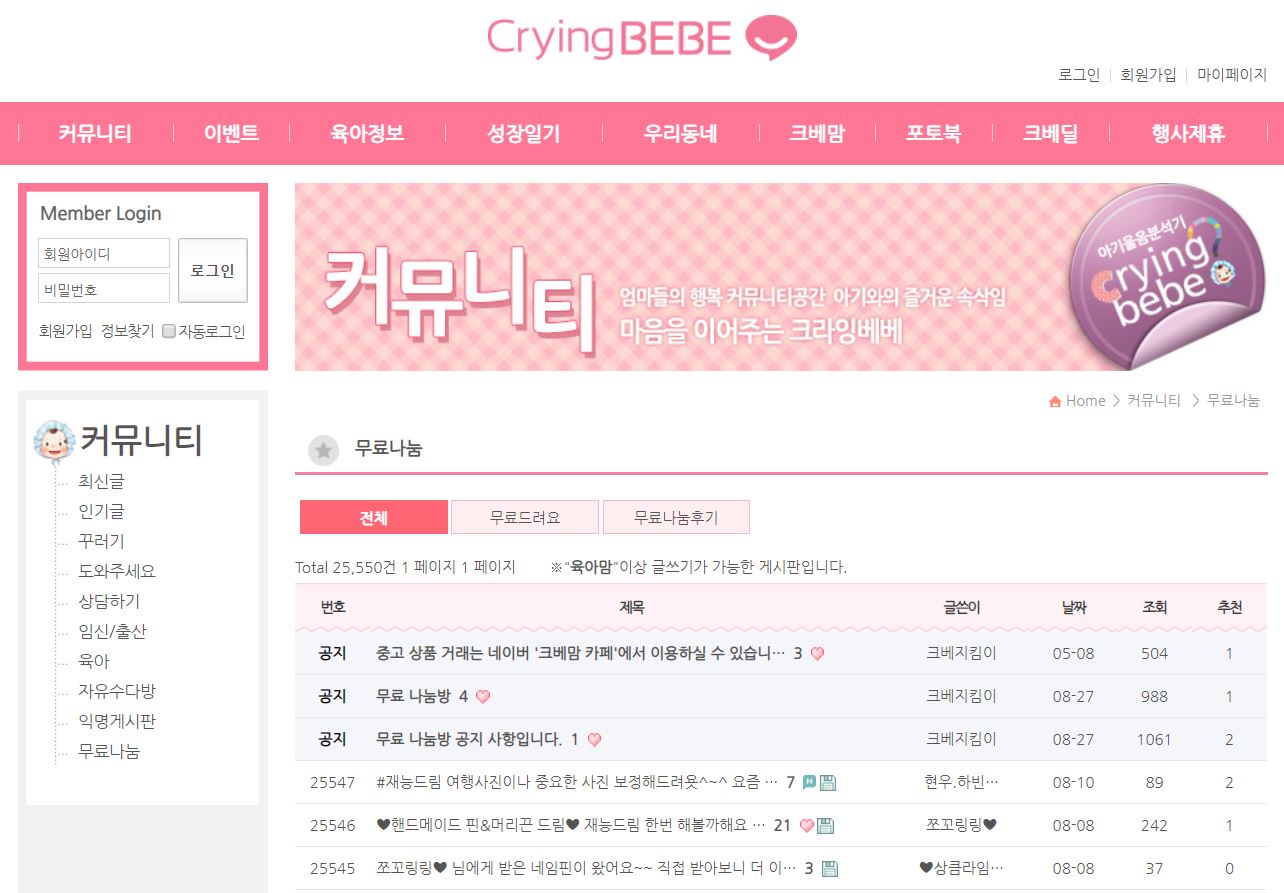 CryingBEBE
로그인 회원가입 마이페이지
커뮤니티 이벤트 육아정보 성장일기 우리동네 크베맘 포토북 크베딜 행사제휴
Member Login
회원아이디
비밀번호
로그인
회원가입 정보찾기 자동로그인
커뮤니티
엄마들의 행복 커뮤니티공간 아기와의 즐거운 속삭임
마음을 이어주는 크라잉베베
아기울음분석기
crying
bebe
커뮤니티
최신글
인기글
꾸러기
도와주세요
상담하기
임신/출산
육아
자유수다방
익명게시판
무료나눔
Home > 커뮤니티 > 무료나눔
무료나눔
전체 무료드려요 무료나눔후기
Total 25,550건 1 페이지 1 페이지 ※"육아맘"이상 글쓰기가 가능한 게시판입니다.
번호 제목 글쓴이 날짜 조회 추천
공지 중고 상품 거래는 네이버 '크베맘 카페'에서 이용하실 수 있습니… 3 크베지킴이 05-08 504 1
공지 무료 나눔방 4 크베지킴이 08-27 988 1
공지 무료 나눔방 공지 사항입니다. 1 크베지킴이 08-27 1061 2
25547 #재능드림 여행사진이나 중요한 사진 보정해드려욧^~^ 요즘 … 7 N 현우.하빈… 08-10 89 2
25546 ♥핸드메이드 핀&머리끈 드림♥ 재능드림 한번 해볼까해요 … 21 쪼꼬링링♥ 08-08 242 1
25545 쪼꼬링링♥ 님에게 받은 네임핀이 왔어요~~ 직접 받아보니 더 이… 3 ♥상큼라임… 08-08 37 0